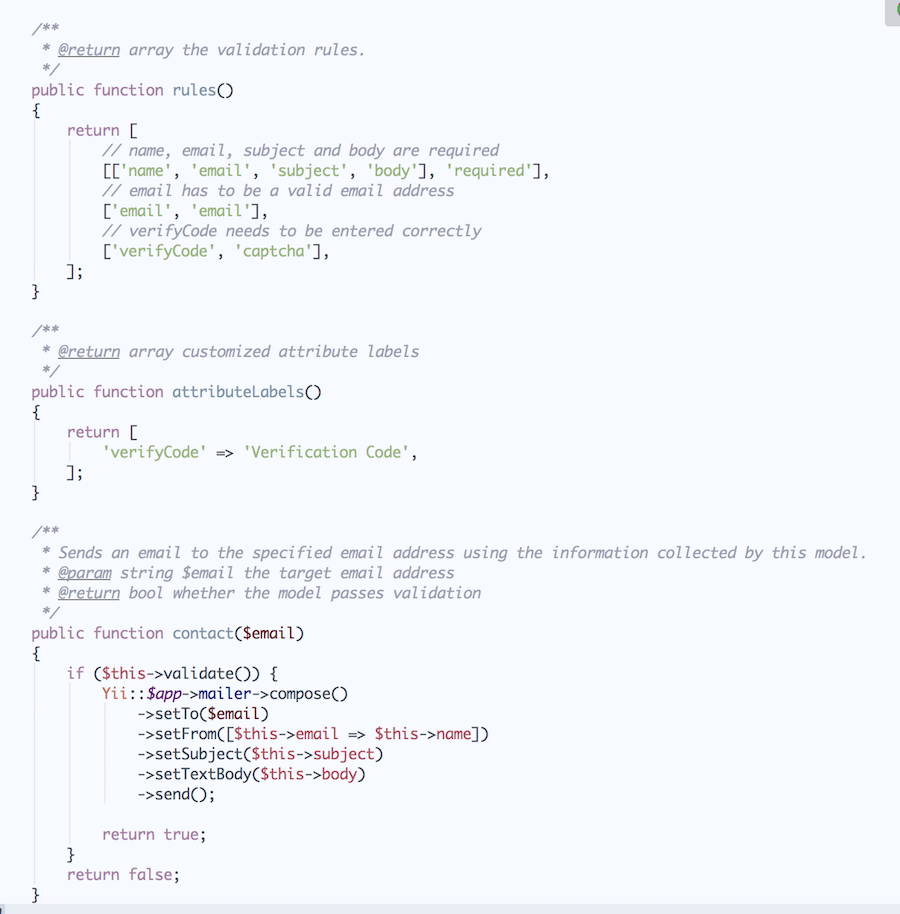 /**
 * @return array the validation rules.
 */
public function rules()
{
    return [
        // name, email, subject and body are required
        [['name', 'email', 'subject', 'body'], 'required'],
        // email has to be a valid email address
        ['email', 'email'],
        // verifyCode needs to be entered correctly
        ['verifyCode', 'captcha'],
    ];
}

/**
 * @return array customized attribute labels
 */
public function attributeLabels()
{
    return [
        'verifyCode' => 'Verification Code',
    ];
}

/**
 * Sends an email to the specified email address using the information collected by this model.
 * @param string $email the target email address
 * @return bool whether the model passes validation
 */
public function contact($email)
{
    if ($this->validate()) {
        Yii::$app->mailer->compose()
            ->setTo($email)
            ->setFrom([$this->email => $this->name])
            ->setSubject($this->subject)
            ->setTextBody($this->body)
            ->send();

        return true;
    }
    return false;
}